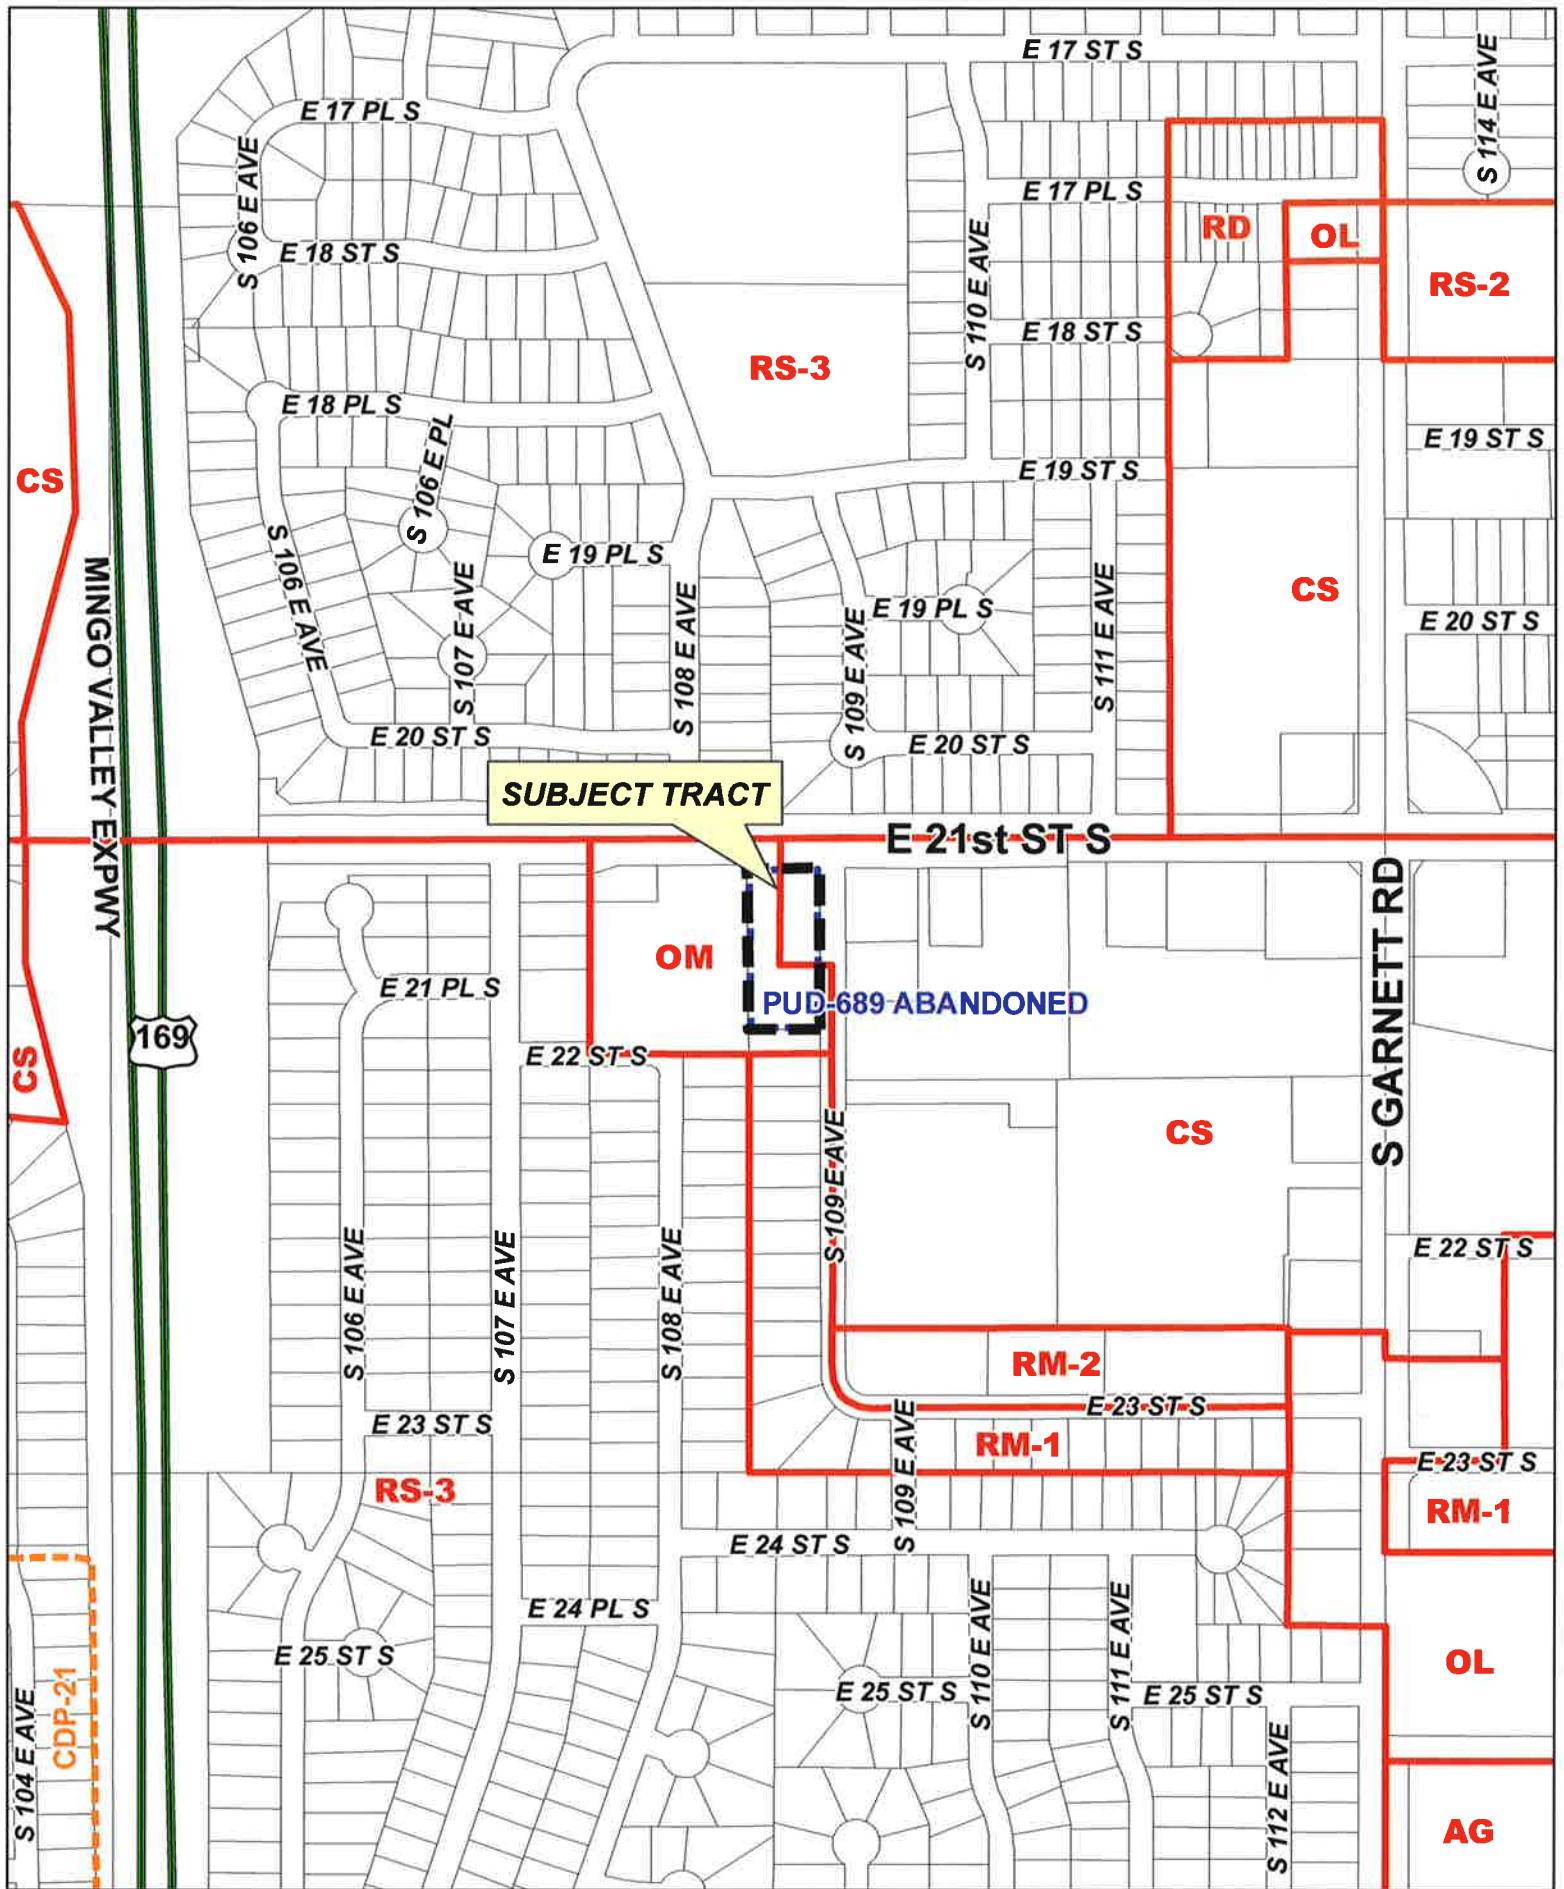 E 17 ST S
S 114 E AVE
E 17 PL S
S 106 E AVE
E 17 PL S
RD
OL
E 18 ST S
S 110 E AVE
RS-2
E 18 ST S
RS-3
E 18 PL S
S 106 E PL
E 19 ST S
E 19 ST S
CS
S 106 E AVE
E 19 PL S
S 107 E AVE
S 108 E AVE
E 19 PL S
S 109 E AVE
S 111 E AVE
CS
E 20 ST S
MINGO VALLEY EXPWY
E 20 ST S
E 20 ST S
SUBJECT TRACT
E 21st ST S
S GARNETT RD
OM
E 21 PL S
PUD-689 ABANDONED
169
CS
E 22 ST S
S 109 E AVE
CS
E 22 ST S
S 106 E AVE
S 107 E AVE
S 108 E AVE
RM-2
E 23 ST S
E 23 ST S
RM-1
S 109 E AVE
E 23 ST S
RS-3
RM-1
E 24 ST S
E 24 PL S
S 110 E AVE
S 111 E AVE
E 25 ST S
CDP-21
S 104 E AVE
OL
E 25 ST S
E 25 ST S
S 112 E AVE
AG